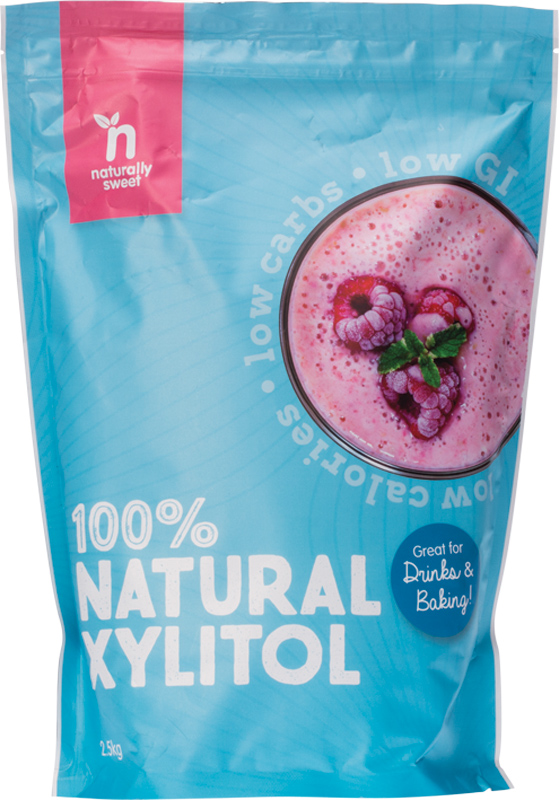 n
naturally
sweet
low calories • low carbs • low GI
100%
NATURAL
XYLITOL
Great for
Drinks &
Baking!
2.5kg